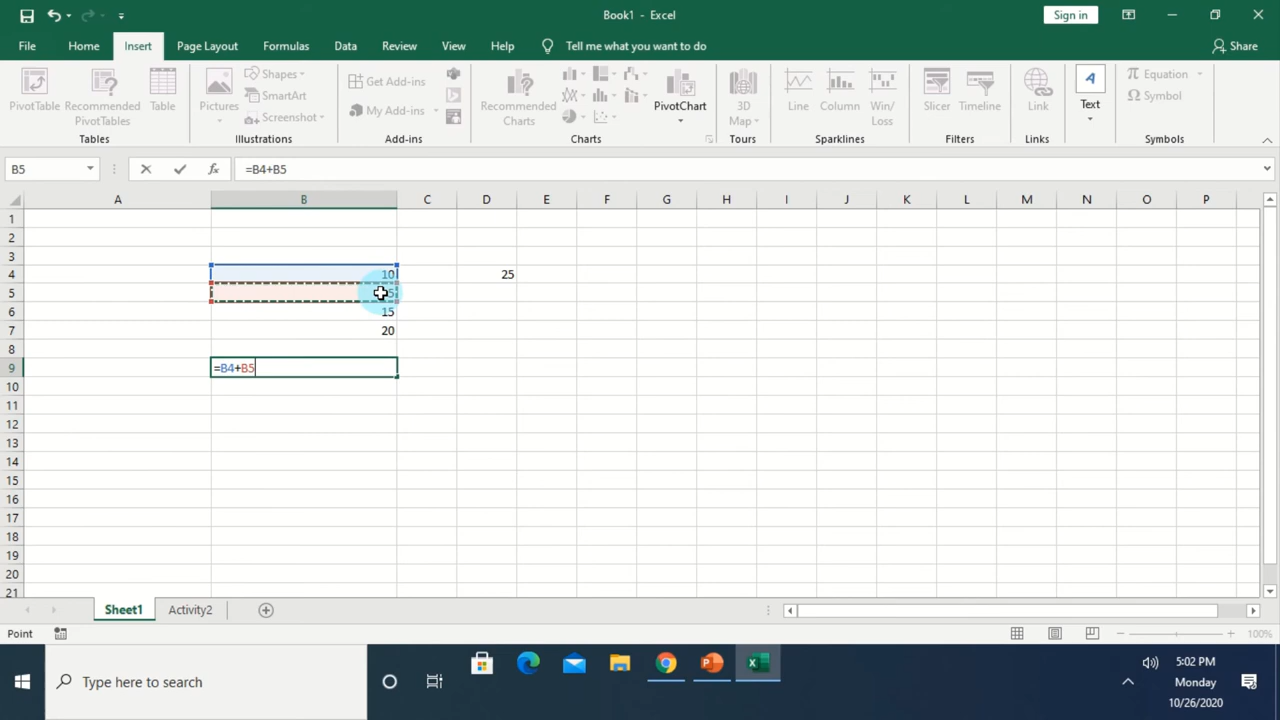 Book1 - Excel
Sign in
File Home Insert Page Layout Formulas Data Review View Help Tell me what you want to do Share
PivotTable
Recommended PivotTables
Table
Tables
Pictures
Shapes
SmartArt
Screenshot
Illustrations
Get Add-ins
My Add-ins
Add-ins
Recommended Charts
PivotChart
Charts
3D Map
Tours
Line
Column
Win/Loss
Sparklines
Slicer
Timeline
Filters
Link
Links
A
Text
Equation
Symbol
Symbols
B5 fx =B4+B5
A B C D E F G H I J K L M N O P
1
2
3
4 10 25
5
6 15
7 20
8
9 =B4+B5
10
11
12
13
14
15
16
17
18
19
20
21
Sheet1 Activity2
Point 100%
Type here to search
5:02 PM
Monday
10/26/2020